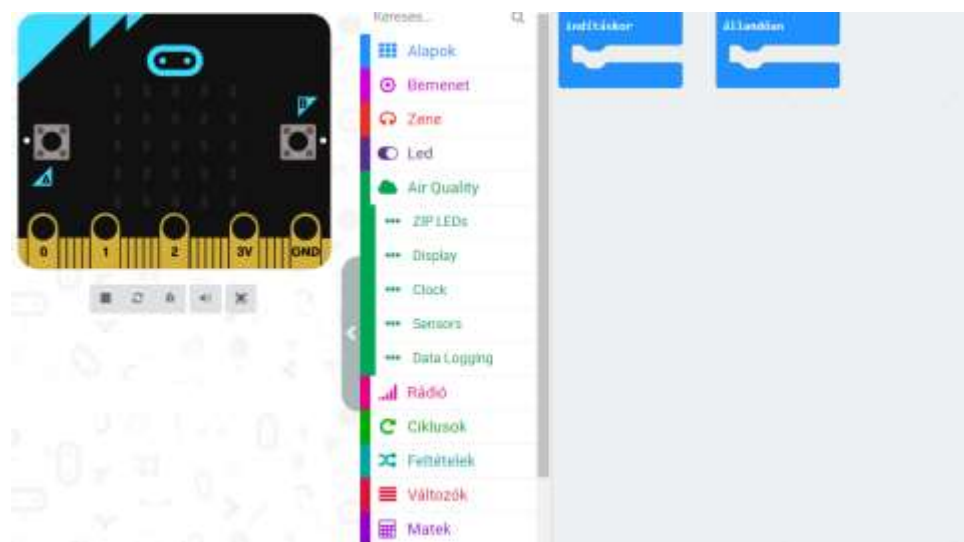 B
A
0 1 2 3V GND
Keresés...
Alapok
Bemenet
Zene
Led
Air Quality
ZIP LEDs
Display
Clock
Sensors
Data Logging
Rádió
Ciklusok
Feltételek
Változók
Matek
indításkor
állandóan